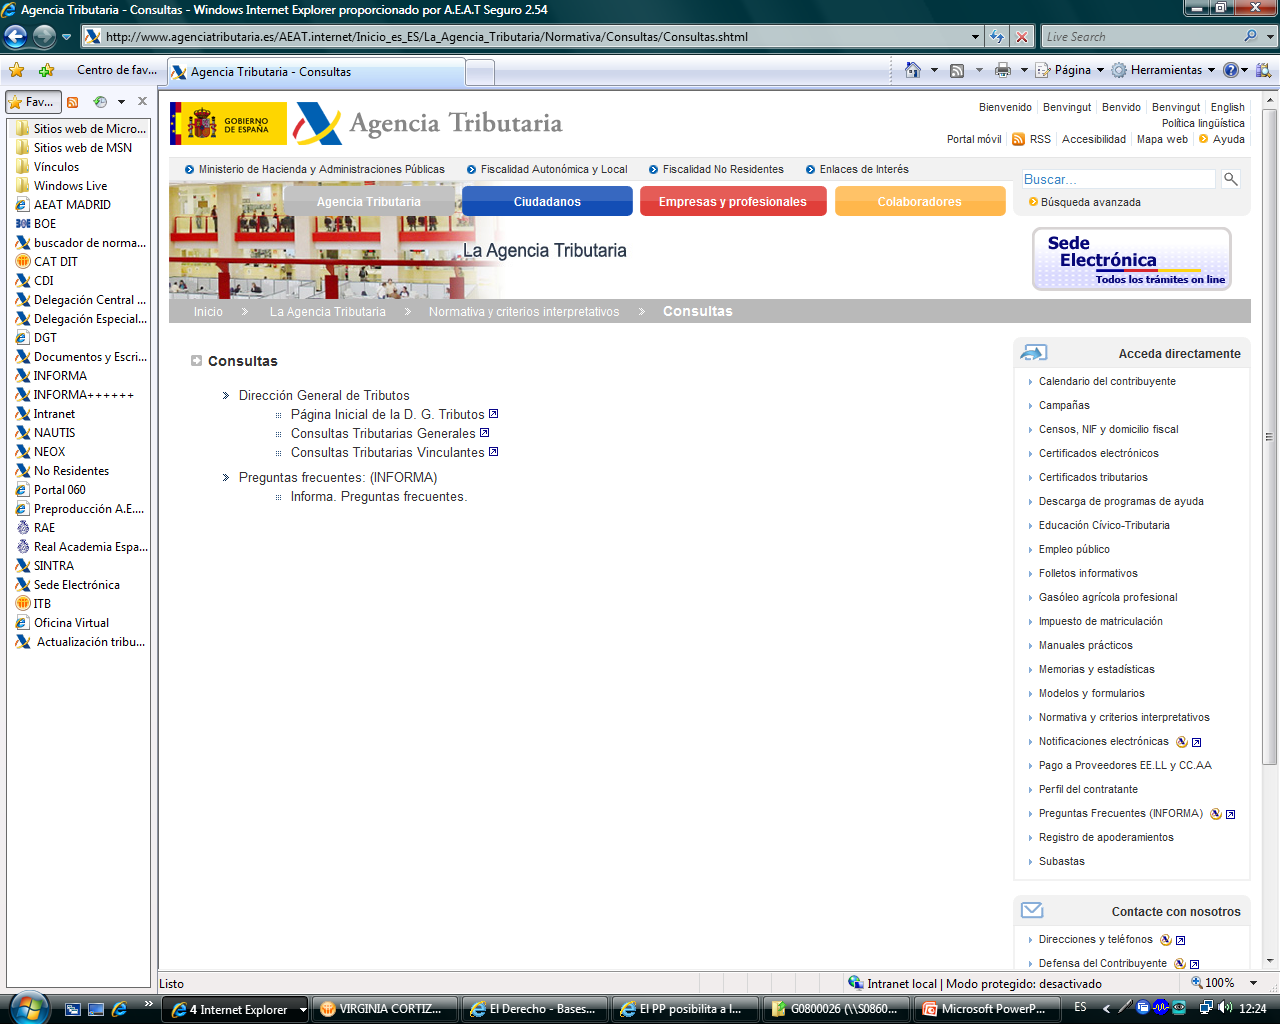 Agencia Tributaria - Consultas - Windows Internet Explorer proporcionado por A.E.A.T Seguro 2.54
http://www.agenciatributaria.es/AEAT.internet/Inicio_es_ES/La_Agencia_Tributaria/Normativa/Consultas/Consultas.shtml
Live Search
Centro de fav...
Agencia Tributaria - Consultas
Página
Herramientas
Fav...
Sitios web de Micro...
Sitios web de MSN
Vínculos
Windows Live
AEAT MADRID
BOE
buscador de norma...
CAT DIT
CDI
Delegación Central ...
Delegación Especial...
DGT
Documentos y Escri...
INFORMA
INFORMA++++++
Intranet
NAUTIS
NEOX
No Residentes
Portal 060
Preproducción A.E....
RAE
Real Academia Espa...
SINTRA
Sede Electrónica
ITB
Oficina Virtual
Actualización tribu...
GOBIERNO
DE ESPAÑA
Agencia Tributaria
Bienvenido
Benvingut
Benvido
Benvingut
English
Política lingüística
Portal móvil
RSS
Accesibilidad
Mapa web
Ayuda
Ministerio de Hacienda y Administraciones Públicas
Fiscalidad Autonómica y Local
Fiscalidad No Residentes
Enlaces de Interés
Buscar...
Búsqueda avanzada
Agencia Tributaria
Ciudadanos
Empresas y profesionales
Colaboradores
La Agencia Tributaria
Sede
Electrónica
Todos los trámites on line
Inicio
La Agencia Tributaria
Normativa y criterios interpretativos
Consultas
Consultas
Dirección General de Tributos
Página Inicial de la D. G. Tributos
Consultas Tributarias Generales
Consultas Tributarias Vinculantes
Preguntas frecuentes: (INFORMA)
Informa. Preguntas frecuentes.
Acceda directamente
Calendario del contribuyente
Campañas
Censos, NIF y domicilio fiscal
Certificados electrónicos
Certificados tributarios
Descarga de programas de ayuda
Educación Cívico-Tributaria
Empleo público
Folletos informativos
Gasóleo agrícola profesional
Impuesto de matriculación
Manuales prácticos
Memorias y estadísticas
Modelos y formularios
Normativa y criterios interpretativos
Notificaciones electrónicas
Pago a Proveedores EE.LL y CC.AA
Perfil del contratante
Preguntas Frecuentes (INFORMA)
Registro de apoderamientos
Subastas
Contacte con nosotros
Direcciones y teléfonos
Defensa del Contribuyente
Listo
Intranet local | Modo protegido: desactivado
100%
4 Internet Explorer
VIRGINIA CORTIZ...
El Derecho - Bases...
El PP posibilita a l...
G0800026 (\\S0860...
Microsoft PowerP...
ES
12:24